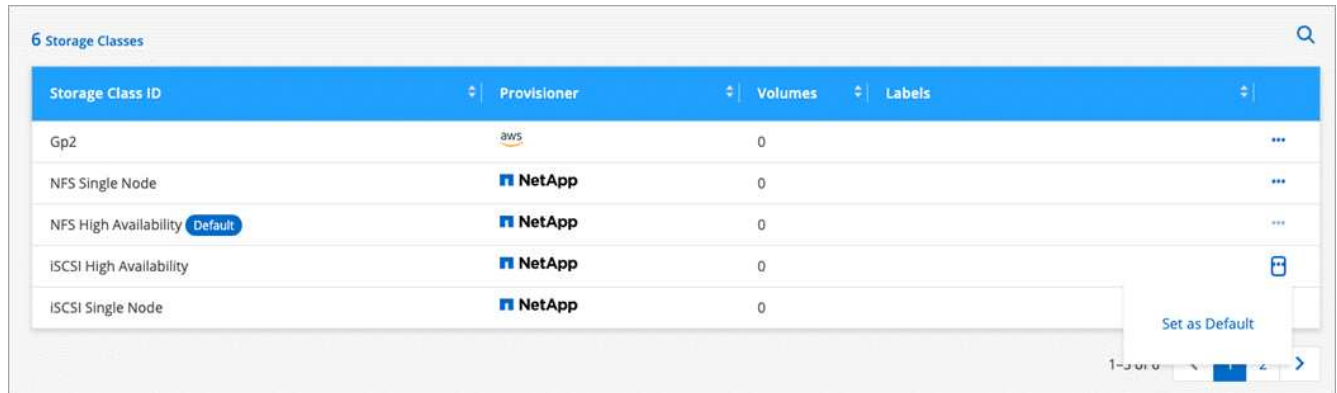 6 Storage Classes
Storage Class ID Provisioner Volumes Labels
Gp2 aws 0
NFS Single Node NetApp 0
NFS High Availability Default NetApp 0
iSCSI High Availability NetApp 0
iSCSI Single Node NetApp 0
Set as Default